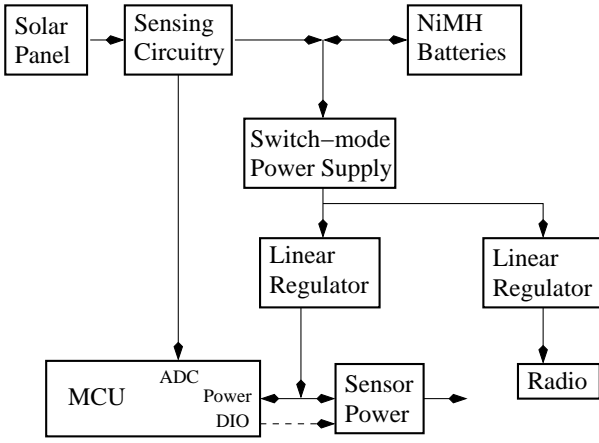 Solar
Panel
Sensing
Circuitry
NiMH
Batteries
Switch−mode
Power Supply
Linear
Regulator
Linear
Regulator
MCU
ADC
Power
DIO
Sensor
Power
Radio